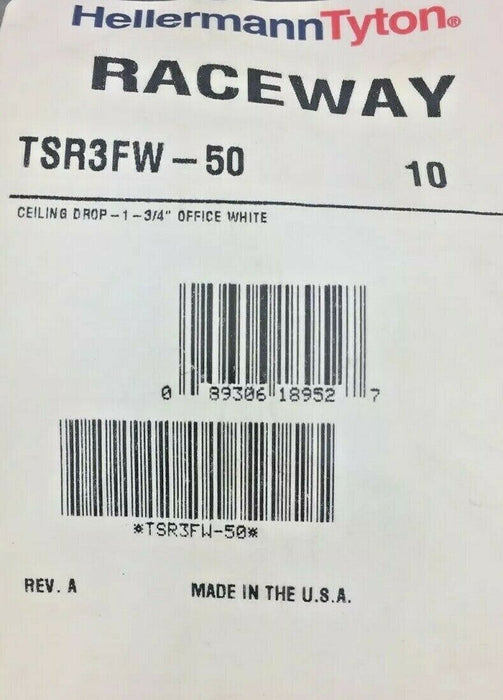 HellermannTyton®
RACEWAY
TSR3FW-50 10
CEILING DROP-1-3/4" OFFICE WHITE
0 89306 18952 7
*TSR3FW-50*
REV. A MADE IN THE U.S.A.